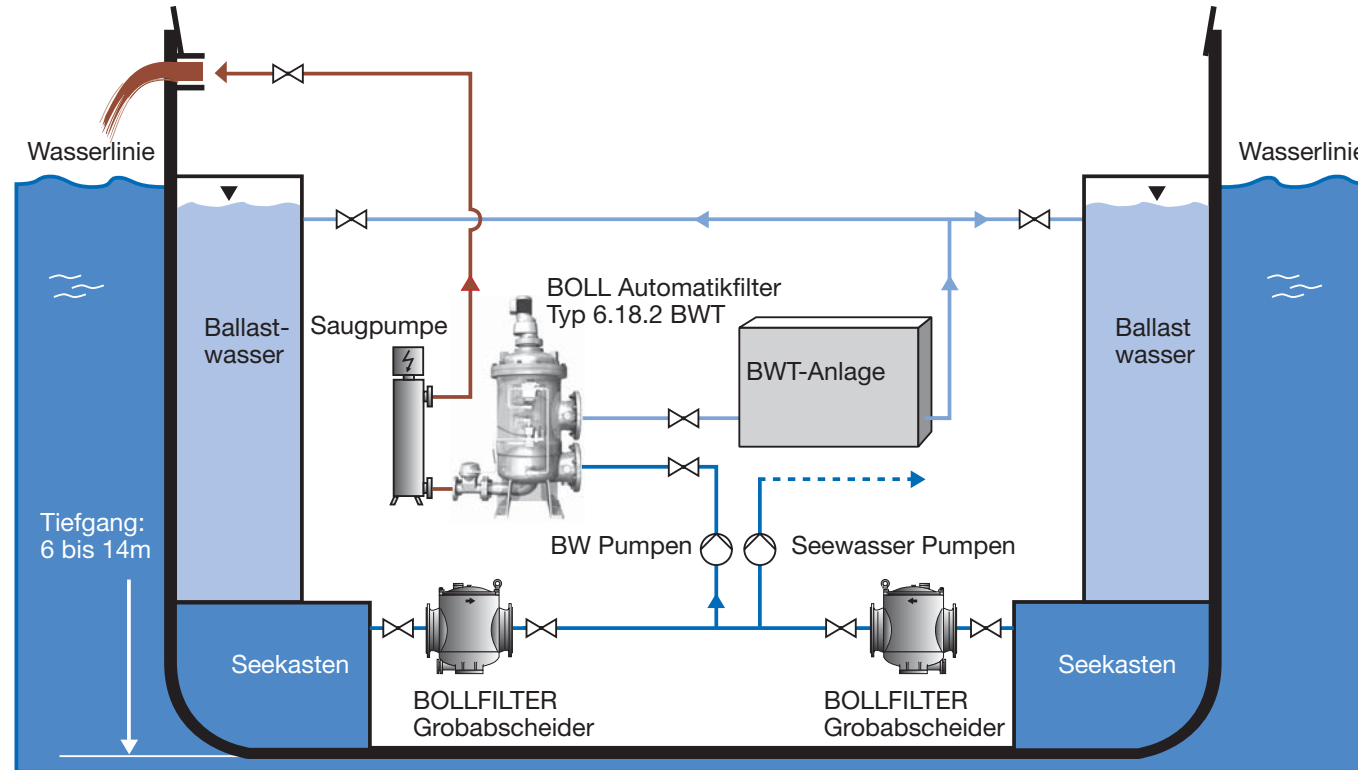 Wasserlinie
Wasserlinie
BOLL Automatikfilter
Typ 6.18.2 BWT
Saugpumpe
Ballast-
wasser
BWT-Anlage
Ballast
wasser
Tiefgang:
6 bis 14m
BW Pumpen
Seewasser Pumpen
Seekasten
Seekasten
BOLLFILTER
Grobabscheider
BOLLFILTER
Grobabscheider